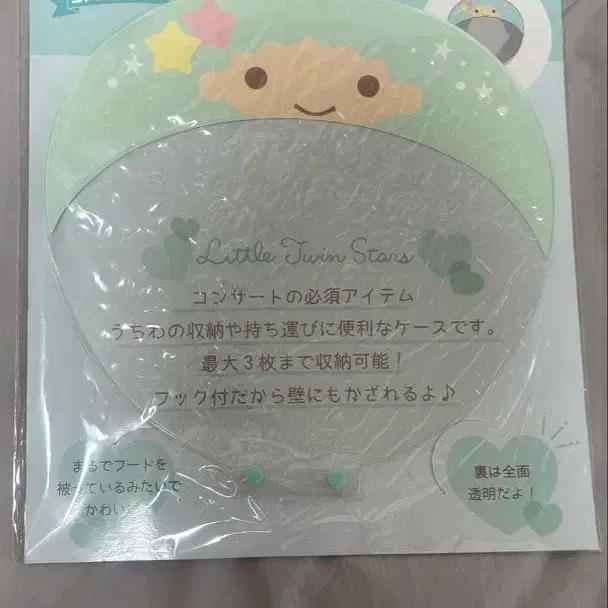 Little Twin Stars
コンサートの必須アイテム
うちわの収納や持ち運びに便利なケースです。
最大3枚まで収納可能！
フック付だから壁にもかざれるよ♪
まるでフードを
被っているみたいで
かわい
裏は全面
透明だよ！